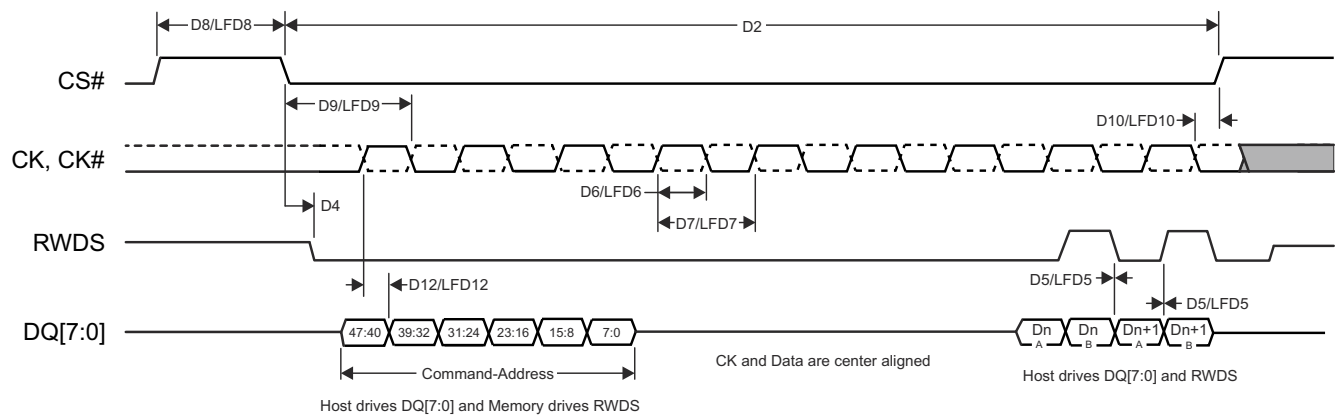 D8/LFD8
D2
CS#
D9/LFD9
D10/LFD10
CK, CK#
D6/LFD6
D4
D7/LFD7
RWDS
D12/LFD12
D5/LFD5
D5/LFD5
DQ[7:0]
47:40 39:32 31:24 23:16 15:8 7:0
Dn A Dn B Dn+1 A Dn+1 B
Command-Address
CK and Data are center aligned
Host drives DQ[7:0] and RWDS
Host drives DQ[7:0] and Memory drives RWDS